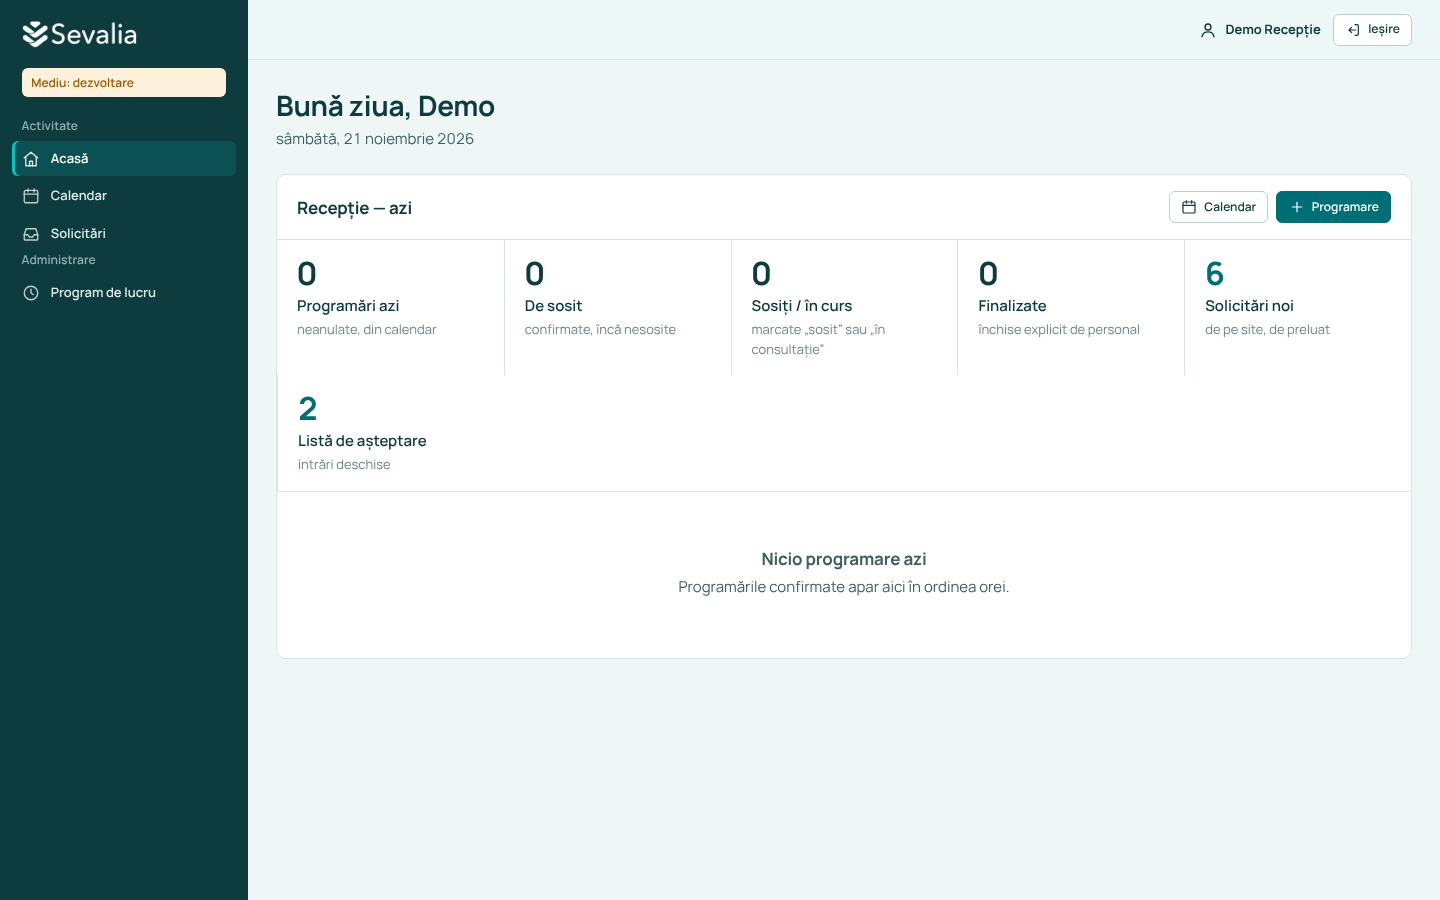 Sevalia
Mediu: dezvoltare
Activitate
Acasă
Calendar
Solicitări
Administrare
Program de lucru
Demo Recepție
Ieșire
Bună ziua, Demo
sâmbătă, 21 noiembrie 2026
Recepție — azi
Calendar
Programare
0
Programări azi
neanulate, din calendar
0
De sosit
confirmate, încă nesosite
0
Sosiți / în curs
marcate „sosit” sau „în
consultație”
0
Finalizate
închise explicit de personal
6
Solicitări noi
de pe site, de preluat
2
Listă de așteptare
intrări deschise
Nicio programare azi
Programările confirmate apar aici în ordinea orei.